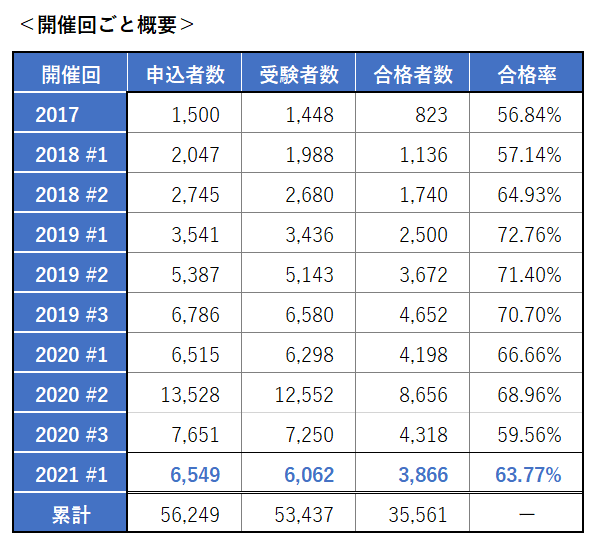 ＜開催回ごと概要＞
開催回 申込者数 受験者数 合格者数 合格率
2017 1,500 1,448 823 56.84%
2018 #1 2,047 1,988 1,136 57.14%
2018 #2 2,745 2,680 1,740 64.93%
2019 #1 3,541 3,436 2,500 72.76%
2019 #2 5,387 5,143 3,672 71.40%
2019 #3 6,786 6,580 4,652 70.70%
2020 #1 6,515 6,298 4,198 66.66%
2020 #2 13,528 12,552 8,656 68.96%
2020 #3 7,651 7,250 4,318 59.56%
2021 #1 6,549 6,062 3,866 63.77%
累計 56,249 53,437 35,561 ―